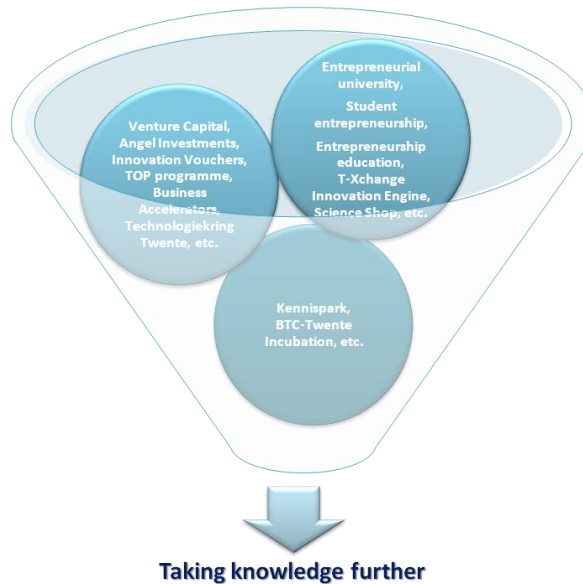 Venture Capital,
Angel Investments,
Innovation Vouchers,
TOP programme,
Business
Accelerators,
Technologiekring
Twente, etc.
Entrepreneurial
university,
Student
entrepreneurship,
Entrepreneurship
education,
T-Xchange
Innovation Engine,
Science Shop, etc.
Kennispark,
BTC-Twente
Incubation, etc.
Taking knowledge further